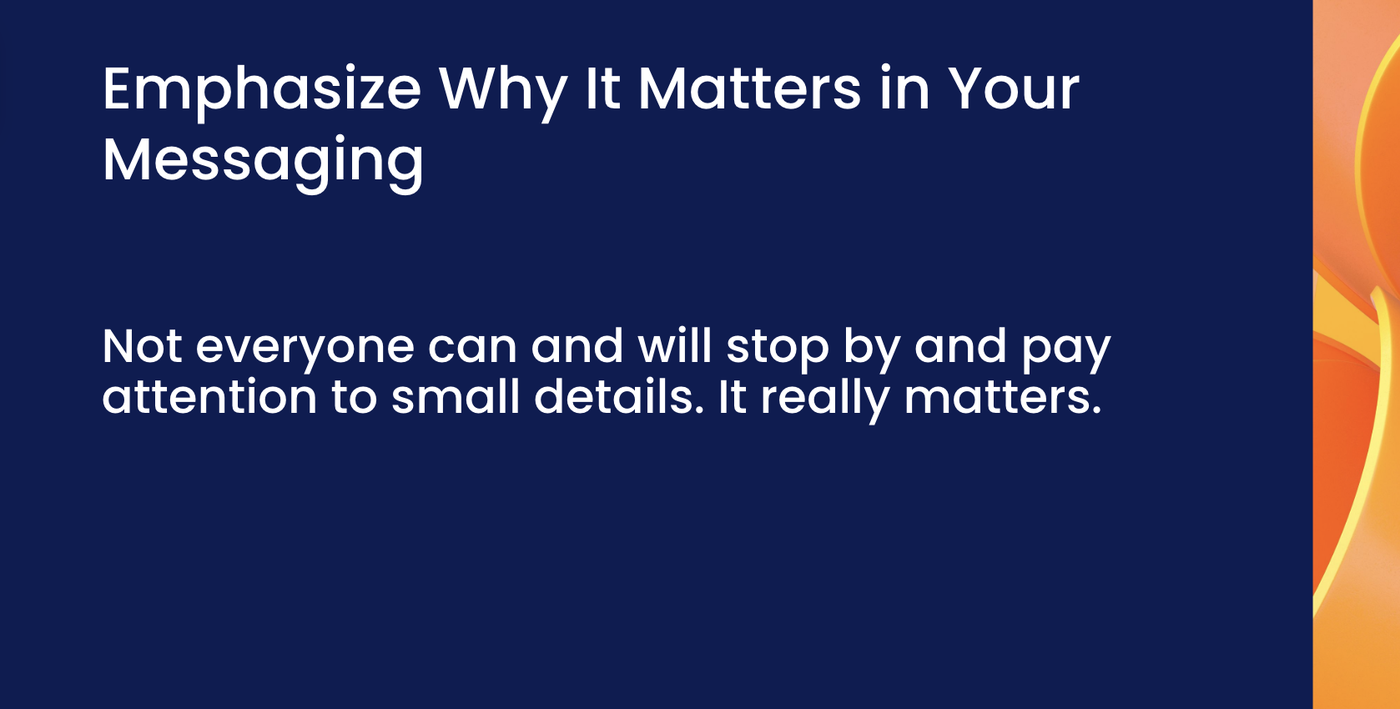 Emphasize Why It Matters in Your
Messaging
Not everyone can and will stop by and pay
attention to small details. It really matters.